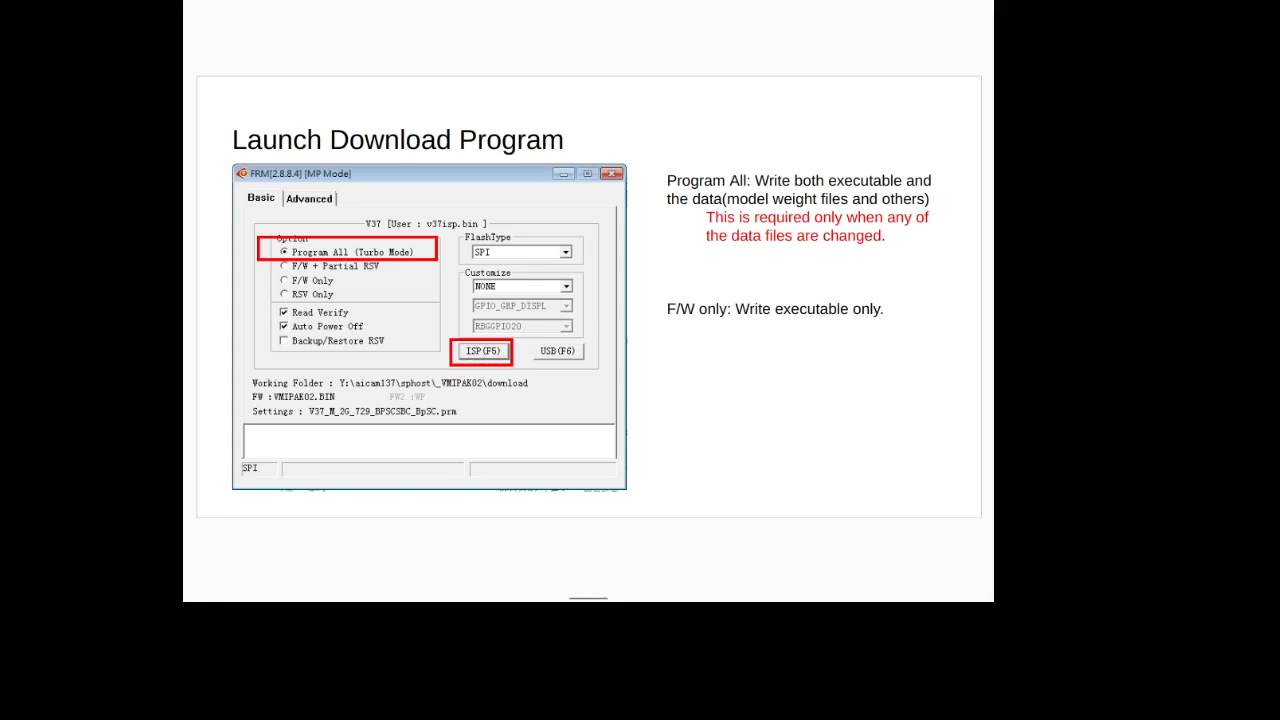 Launch Download Program
FRM[2.8.8.4] [MP Mode]
Basic
Advanced
V37 [User : v37isp.bin ]
Option
Program All (Turbo Mode)
F/W + Partial RSV
F/W Only
RSV Only
Read Verify
Auto Power Off
Backup/Restore RSV
FlashType
SPI
Customize
NONE
GPIO_GRP_DISPL
RBGGPIO20
ISP(F5)
USB(F6)
Working Folder : Y:\aicam137\sphost\_VMIPAK02\download
FW :VMIPAK02.BIN
FW2 :WP
Settings : V37_M_2G_729_BPSCSBC_BpSC.prm
SPI
Program All: Write both executable and
the data(model weight files and others)
This is required only when any of
the data files are changed.
F/W only: Write executable only.